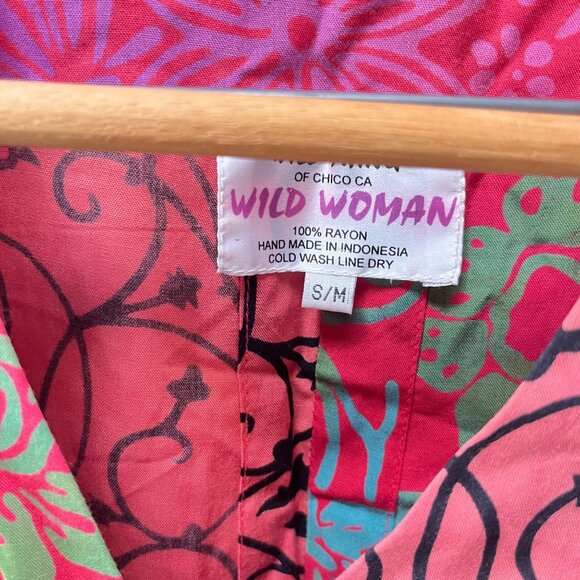 OF CHICO CA
WILD WOMAN
100% RAYON
HAND MADE IN INDONESIA
COLD WASH LINE DRY
S/M